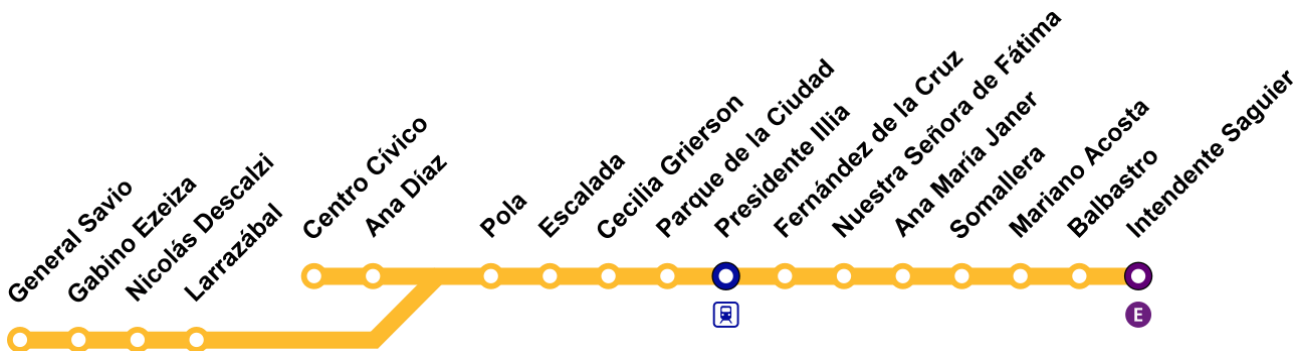 General Savio
Gabino Ezeiza
Nicolás Descalzi
Larrazábal
Centro Cívico
Ana Díaz
Pola
Escalada
Cecilia Grierson
Parque de la Ciudad
Presidente Illia
Fernández de la Cruz
Nuestra Señora de Fátima
Ana María Janer
Somallera
Mariano Acosta
Balbastro
Intendente Saguier
E